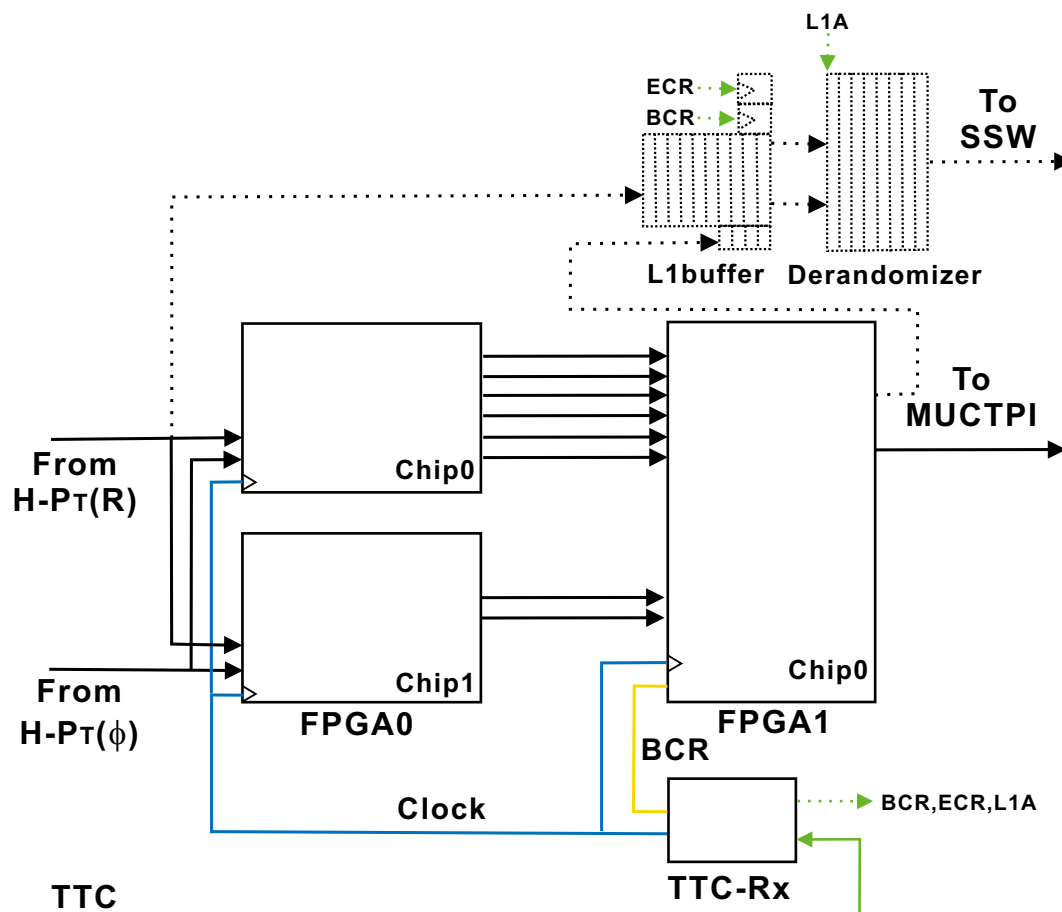 L1A
ECR
BCR
To
SSW
L1buffer
Derandomizer
To
MUCTPI
Chip0
From
H-PT(R)
Chip1
Chip0
From
H-PT(ϕ)
FPGA0
FPGA1
BCR
Clock
BCR,ECR,L1A
TTC-Rx
TTC